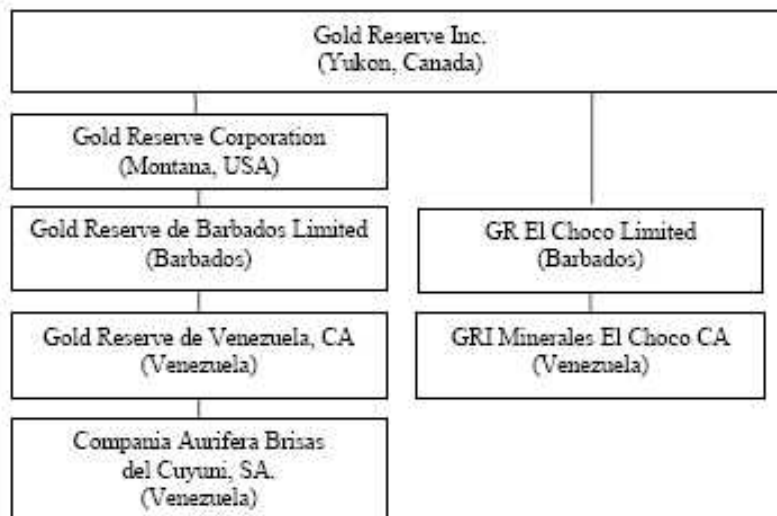 Gold Reserve Inc.
(Yukon, Canada)
Gold Reserve Corporation
(Montana, USA)
Gold Reserve de Barbados Limited
(Barbados)
GR El Choco Limited
(Barbados)
Gold Reserve de Venezuela, CA
(Venezuela)
GRI Minerales El Choco CA
(Venezuela)
Compania Aurifera Brisas
del Cuyuni, SA.
(Venezuela)